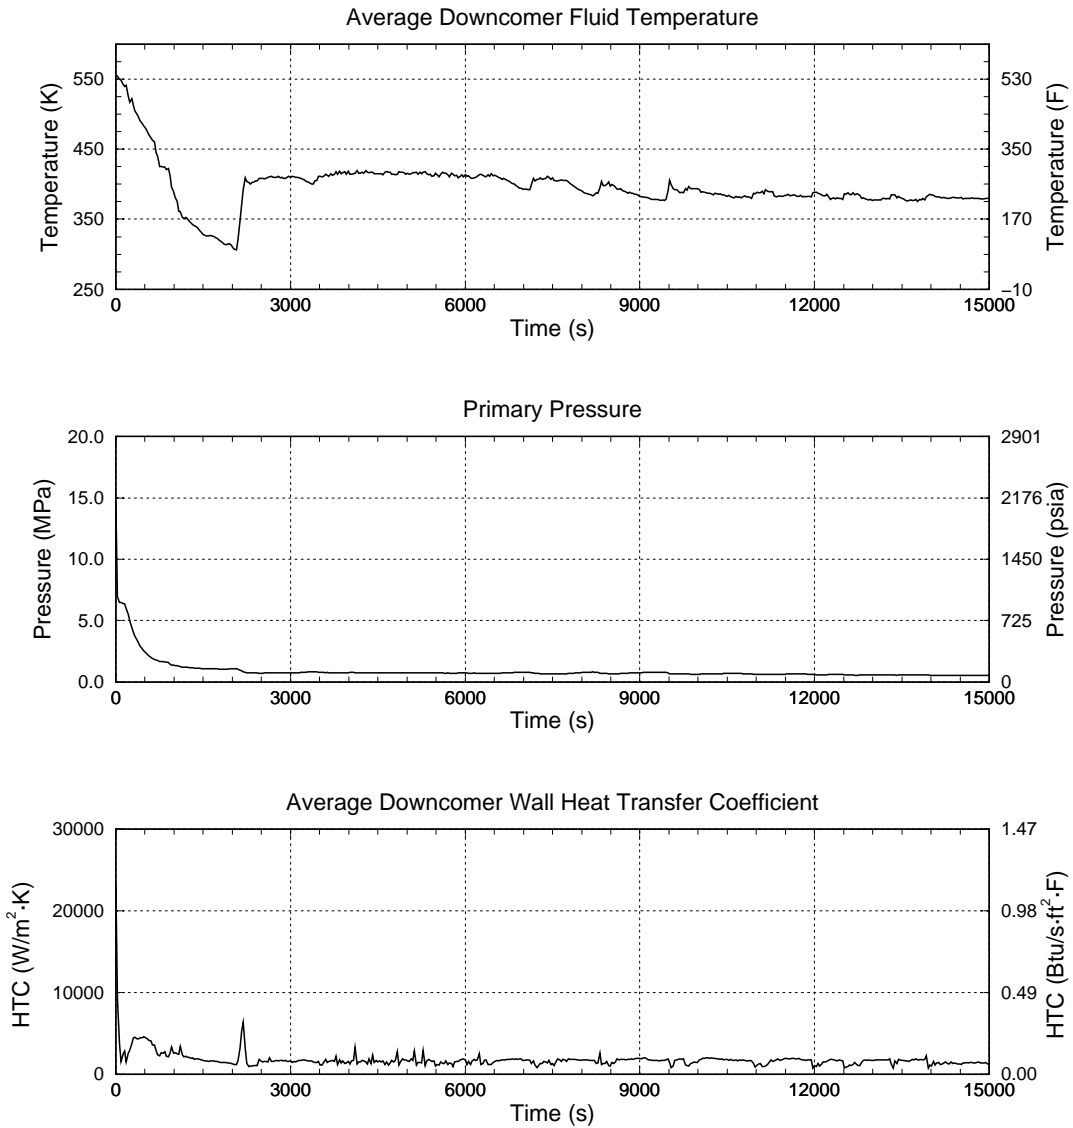 Average Downcomer Fluid Temperature
550
450
350
250
Temperature (K)
530
350
170
−10
Temperature (F)
0 3000 6000 9000 12000 15000
Time (s)
Primary Pressure
20.0
15.0
10.0
5.0
0.0
Pressure (MPa)
2901
2176
1450
725
0
Pressure (psia)
0 3000 6000 9000 12000 15000
Time (s)
Average Downcomer Wall Heat Transfer Coefficient
30000
20000
10000
0
HTC (W/m²·K)
1.47
0.98
0.49
0.00
HTC (Btu/s·ft²·F)
0 3000 6000 9000 12000 15000
Time (s)